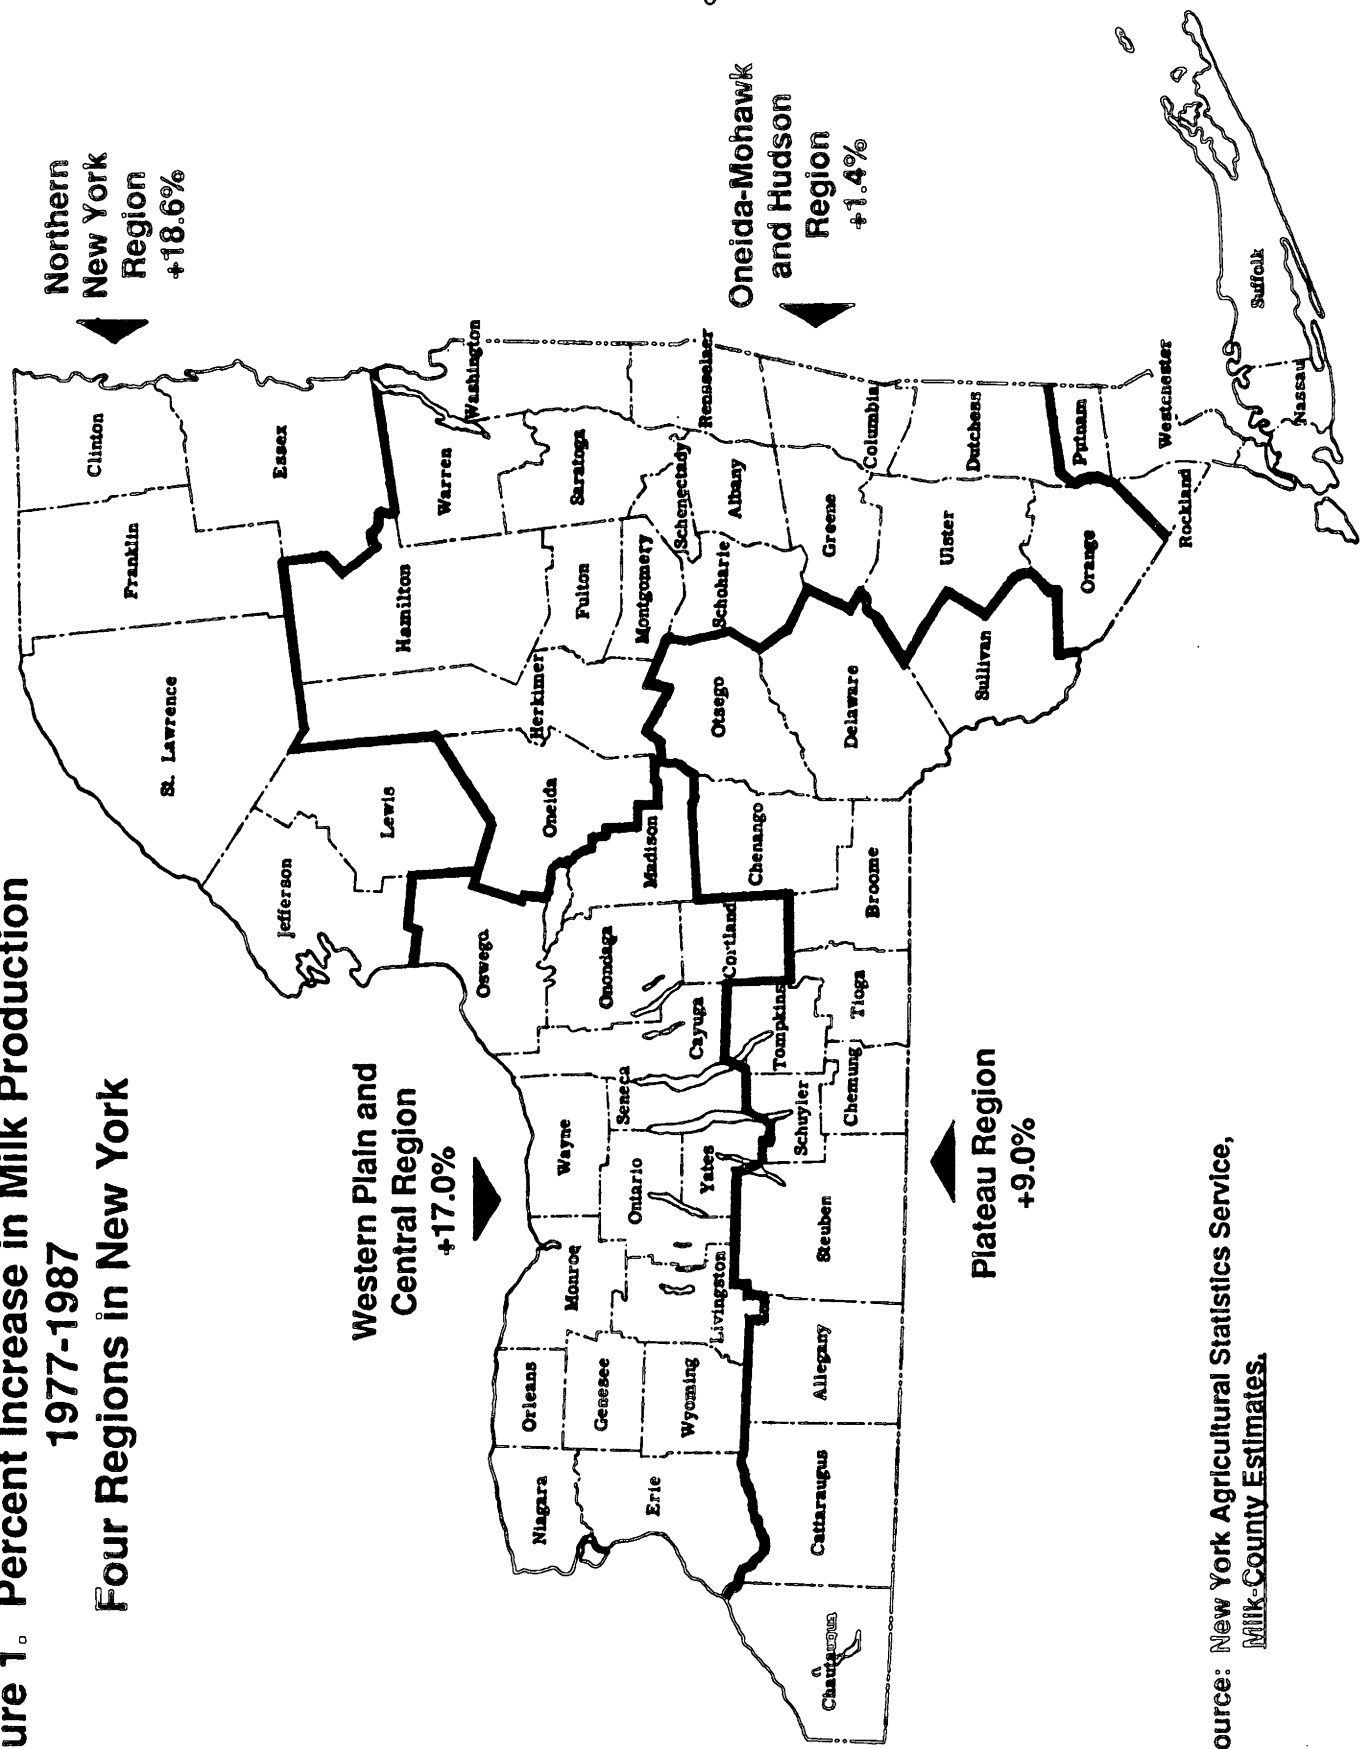 ure 1. Percent Increase in Milk Production
1977-1987
Four Regions in New York
Northern
New York
Region
+18.6%
Western Plain and
Central Region
+17.0%
Oneida-Mohawk
and Hudson
Region
+1.4%
Plateau Region
+9.0%
Clinton
Franklin
St. Lawrence
Essex
Jefferson
Lewis
Hamilton
Warren
Washington
Herkimer
Oneida
Oswego
Fulton
Saratoga
Montgomery
Schenectady
Rensselaer
Albany
Schoharie
Otsego
Madison
Onondaga
Cayuga
Cortland
Chenango
Seneca
Wayne
Ontario
Yates
Monroe
Livingston
Orleans
Genesee
Wyoming
Niagara
Erie
Chautauqua
Cattaraugus
Allegany
Steuben
Schuyler
Chemung
Tompkins
Tioga
Broome
Delaware
Greene
Columbia
Ulster
Dutchess
Sullivan
Orange
Putnam
Rockland
Westchester
Nassau
Suffolk
ource: New York Agricultural Statistics Service,
Milk-County Estimates.